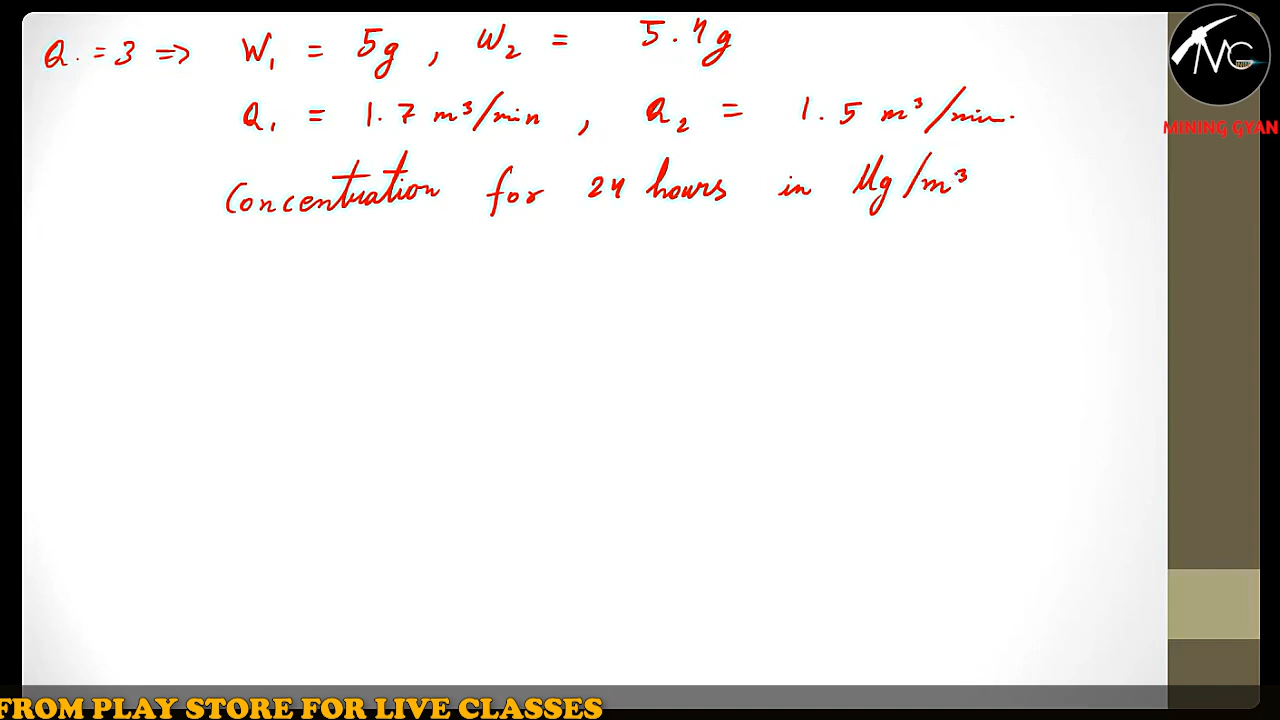 Q. = 3 => W1 = 5g, W2 = 5.4g
Q1 = 1.7 m³/min, Q2 = 1.5 m³/min.
Concentration for 24 hours in µg/m³
MG
MINING GYAN
FROM PLAY STORE FOR LIVE CLASSES